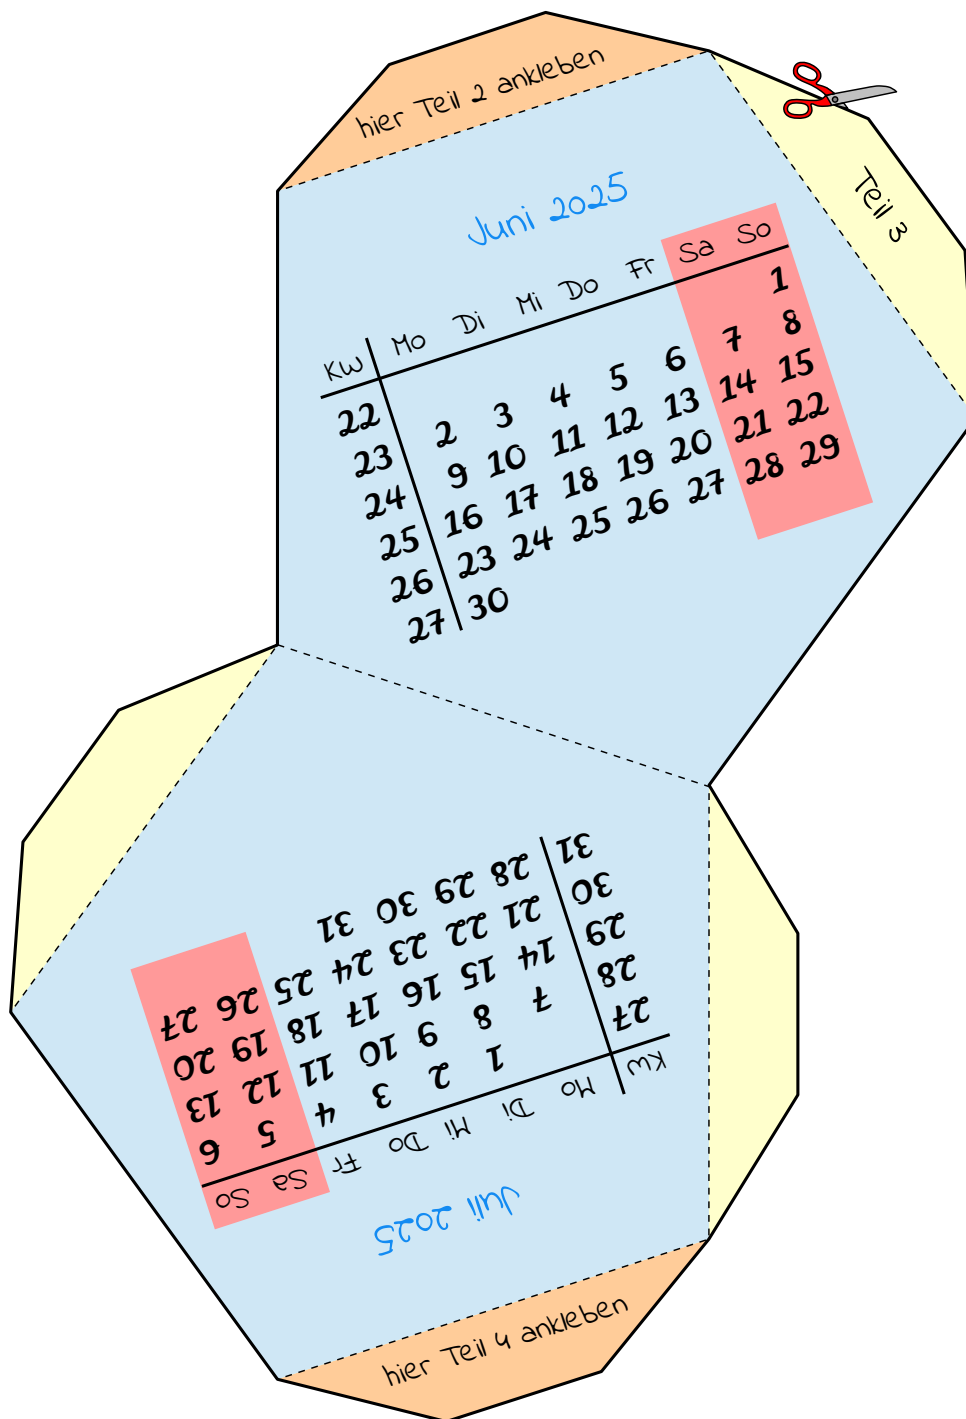 hier Teil 2 ankleben
Teil 3
Juni 2025
KW Mo Di Mi Do Fr Sa So
22 1
23 2 3 4 5 6 7 8
24 9 10 11 12 13 14 15
25 16 17 18 19 20 21 22
26 23 24 25 26 27 28 29
27 30
Juli 2025
KW Mo Di Mi Do Fr Sa So
27 1 2 3 4 5 6
28 7 8 9 10 11 12 13
29 14 15 16 17 18 19 20
30 21 22 23 24 25 26 27
31 28 29 30 31
hier Teil 4 ankleben